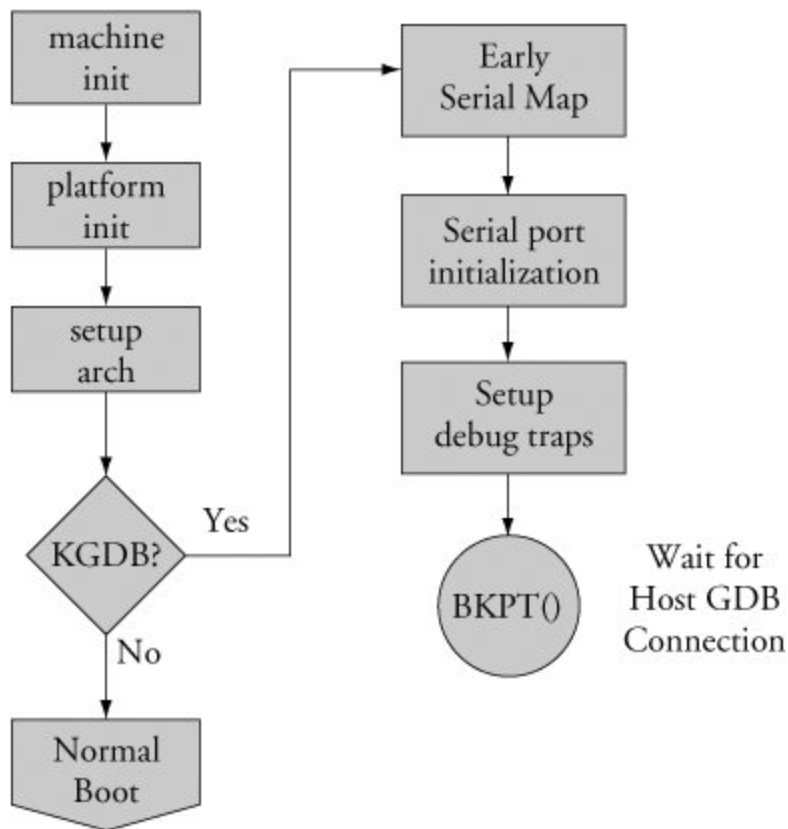 machine
init
platform
init
setup
arch
KGDB?
Yes
No
Normal
Boot
Early
Serial Map
Serial port
initialization
Setup
debug traps
BKPT()
Wait for
Host GDB
Connection